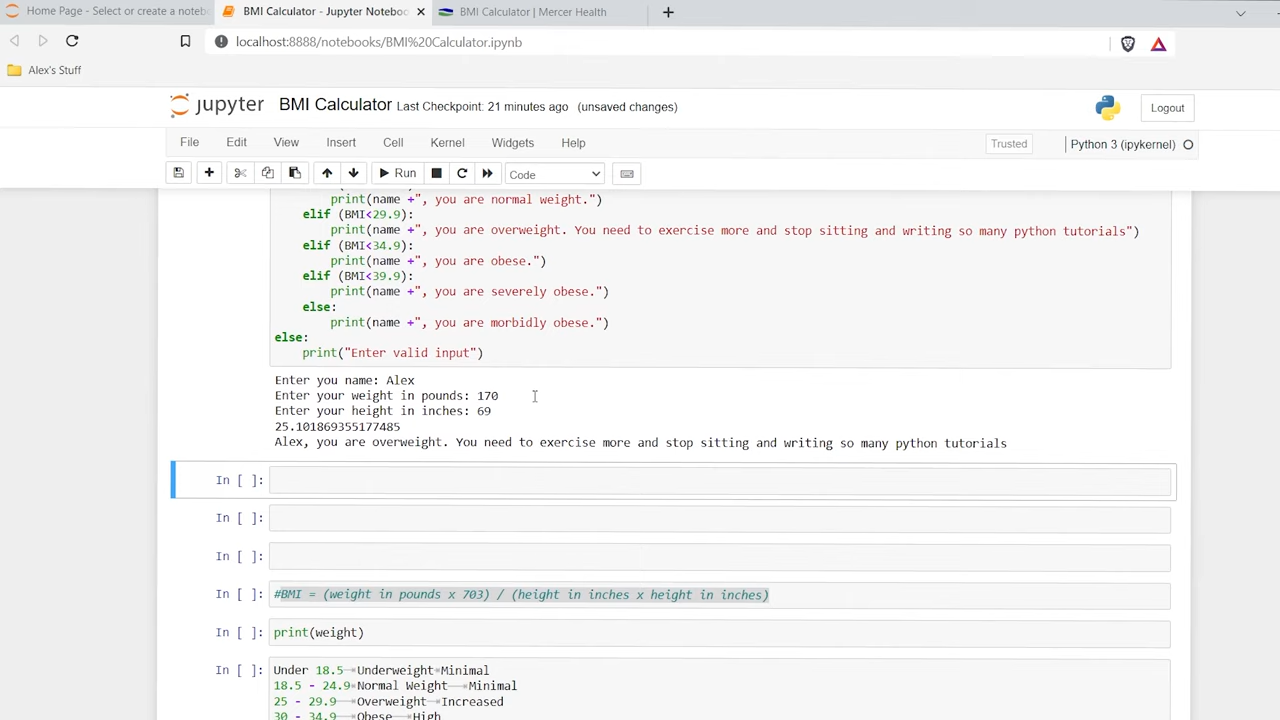 Home Page - Select or create a noteb
BMI Calculator - Jupyter Noteboo
BMI Calculator | Mercer Health
localhost:8888/notebooks/BMI%20Calculator.ipynb
Alex's Stuff
jupyter BMI Calculator Last Checkpoint: 21 minutes ago (unsaved changes)
Logout
File Edit View Insert Cell Kernel Widgets Help
Trusted
Python 3 (ipykernel)
Run
Code
print(name +", you are normal weight.")
elif (BMI<29.9):
print(name +", you are overweight. You need to exercise more and stop sitting and writing so many python tutorials")
elif (BMI<34.9):
print(name +", you are obese.")
elif (BMI<39.9):
print(name +", you are severely obese.")
else:
print(name +", you are morbidly obese.")
else:
print("Enter valid input")
Enter you name: Alex
Enter your weight in pounds: 170
Enter your height in inches: 69
25.101869355177485
Alex, you are overweight. You need to exercise more and stop sitting and writing so many python tutorials
In [ ]:
In [ ]:
In [ ]:
In [ ]: #BMI = (weight in pounds x 703) / (height in inches x height in inches)
In [ ]: print(weight)
In [ ]: Under 18.5 Underweight Minimal
18.5 - 24.9 Normal Weight Minimal
25 - 29.9 Overweight Increased
30 - 34.9 Obese High